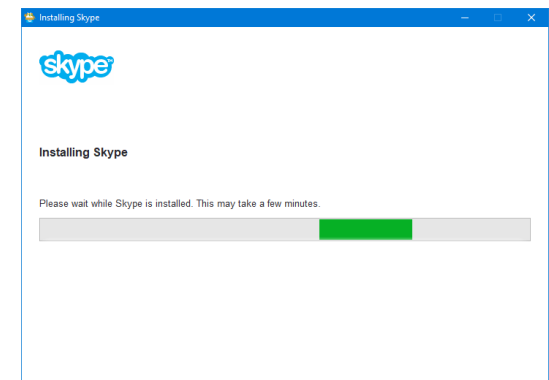 Installing Skype
skype
Installing Skype
Please wait while Skype is installed. This may take a few minutes.